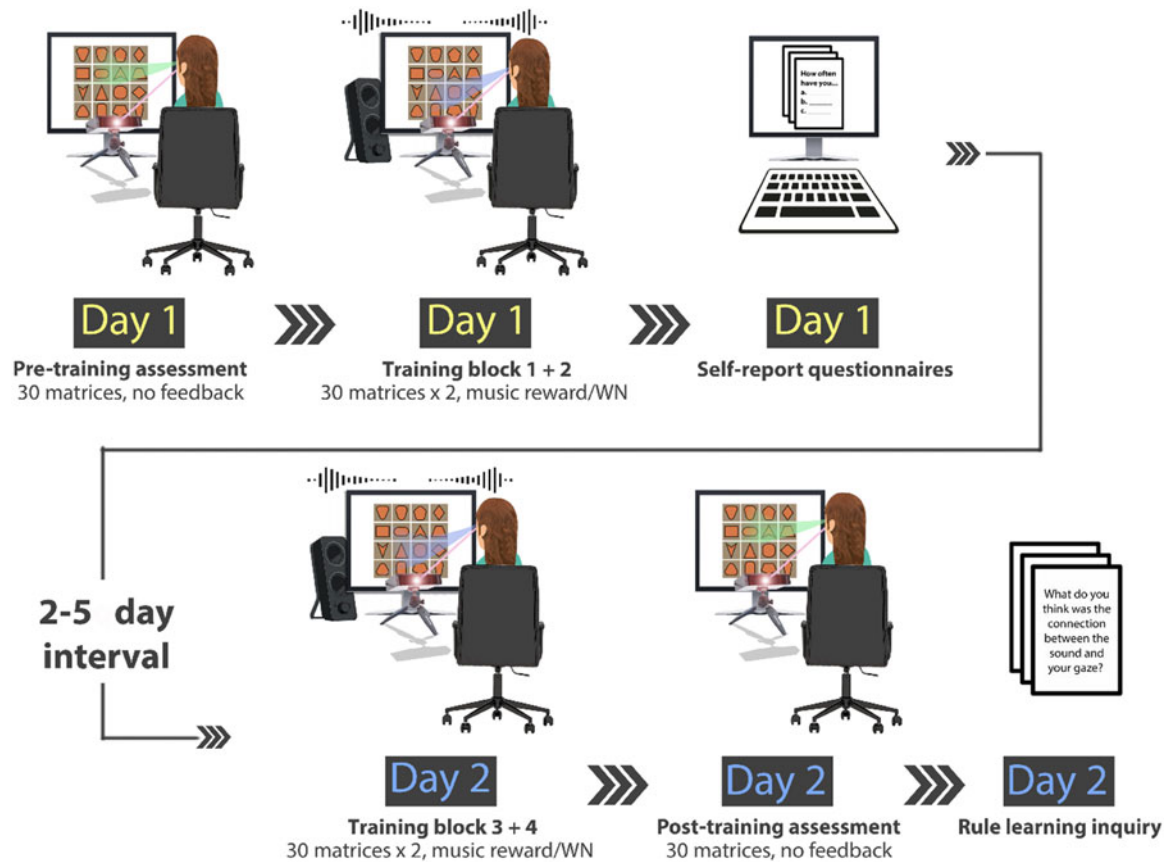 How often
have you...
a.
b.
c.
Day 1
Pre-training assessment
30 matrices, no feedback
Day 1
Training block 1 + 2
30 matrices x 2, music reward/WN
Day 1
Self-report questionnaires
2-5 day
interval
What do you
think was the
connection
between the
sound and
your gaze?
Day 2
Training block 3 + 4
30 matrices x 2, music reward/WN
Day 2
Post-training assessment
30 matrices, no feedback
Day 2
Rule learning inquiry